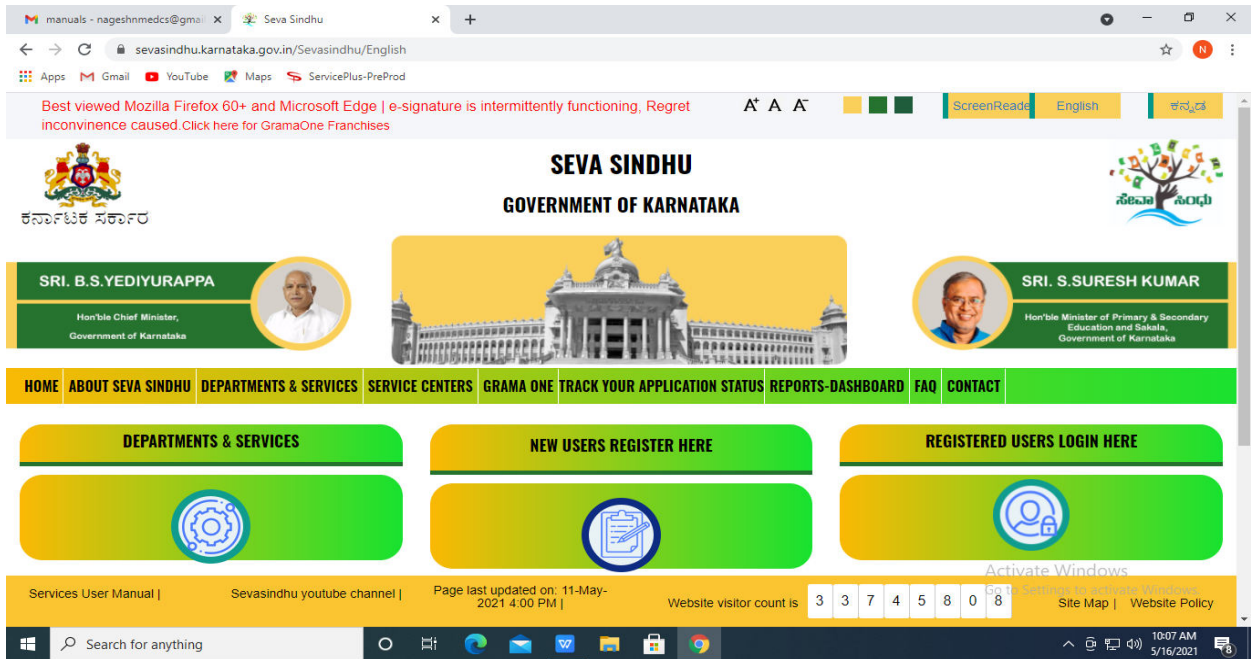 manuals - nageshnmedcs@gmai
Seva Sindhu
sevasindhu.karnataka.gov.in/Sevasindhu/English
N
Apps Gmail YouTube Maps ServicePlus-PreProd
Best viewed Mozilla Firefox 60+ and Microsoft Edge | e-signature is intermittently functioning, Regret
inconvinence caused.Click here for GramaOne Franchises
A+ A A-
ScreenReade
English
ಕನ್ನಡ
SEVA SINDHU
GOVERNMENT OF KARNATAKA
ಕರ್ನಾಟಕ ಸರ್ಕಾರ
ಸೇವಾ ಸಿಂಧು
SRI. B.S.YEDIYURAPPA
Hon'ble Chief Minister,
Government of Karnataka
SRI. S.SURESH KUMAR
Hon'ble Minister of Primary & Secondary
Education and Sakala,
Government of Karnataka
HOME ABOUT SEVA SINDHU DEPARTMENTS & SERVICES SERVICE CENTERS GRAMA ONE TRACK YOUR APPLICATION STATUS REPORTS-DASHBOARD FAQ CONTACT
DEPARTMENTS & SERVICES
NEW USERS REGISTER HERE
REGISTERED USERS LOGIN HERE
Activate Windows
Go to Settings to activate Windows.
Services User Manual |
Sevasindhu youtube channel |
Page last updated on: 11-May-
2021 4:00 PM |
Website visitor count is
3 3 7 4 5 8 0 8
Site Map | Website Policy
Search for anything
W
10:07 AM
5/16/2021
8